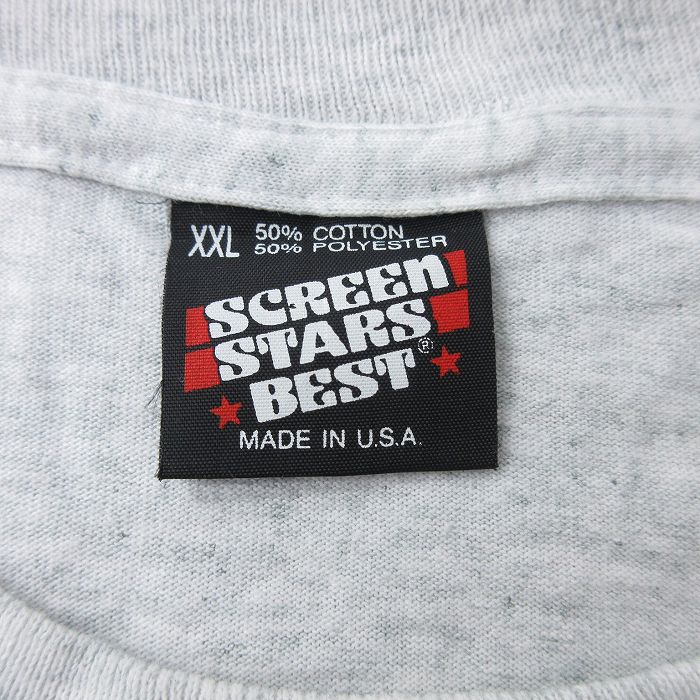 XXL 50% COTTON
50% POLYESTER
SCREEN
STARS
BEST®
MADE IN U.S.A.